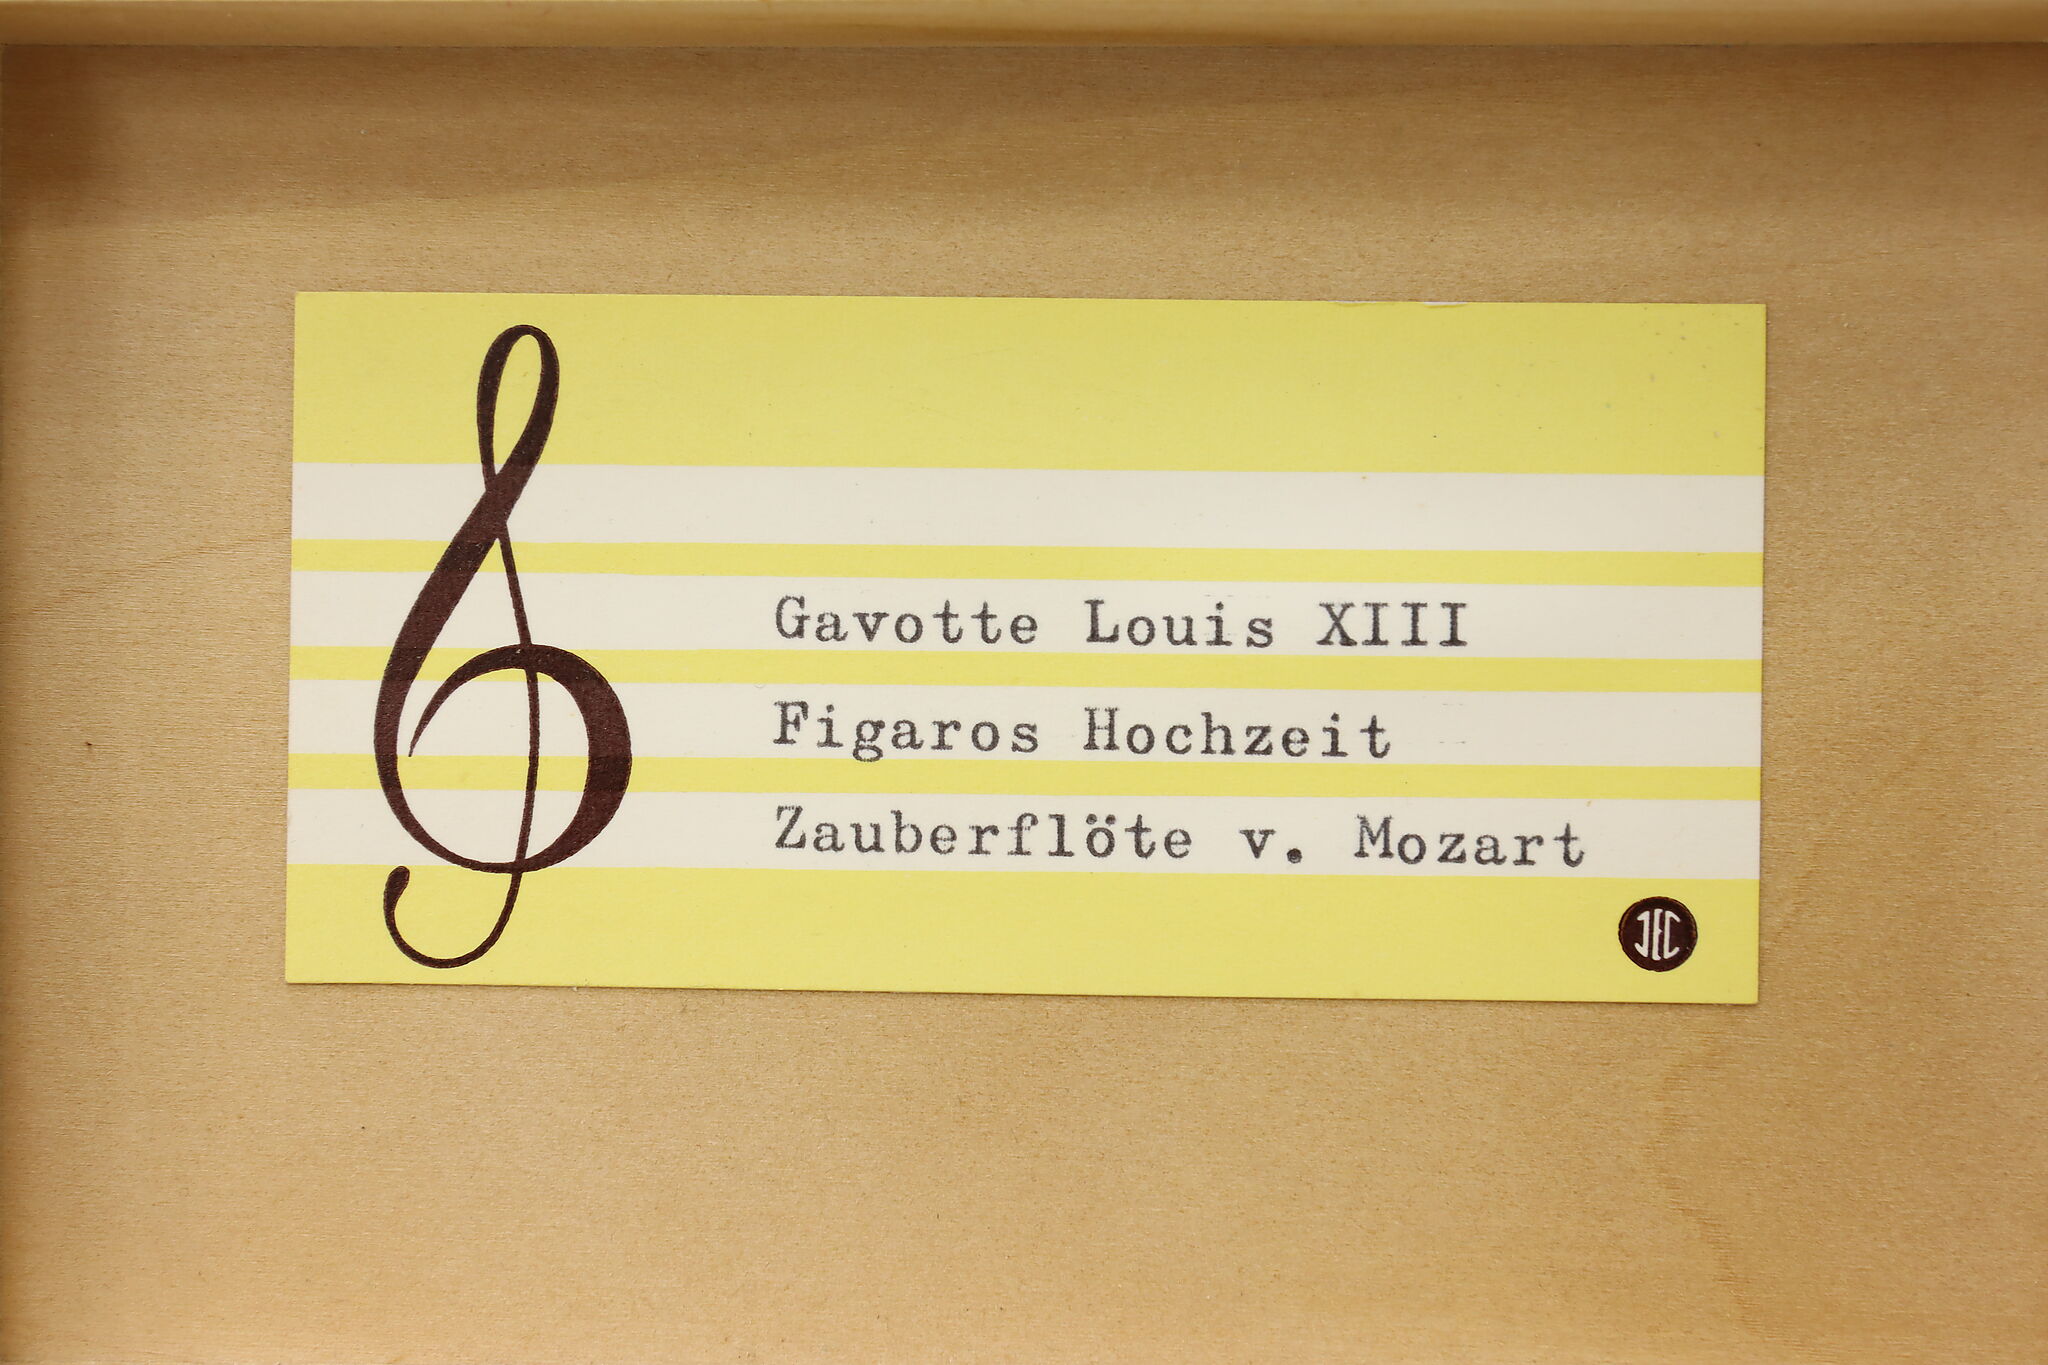 Gavotte Louis XIII
Figaros Hochzeit
Zauberflöte v. Mozart
JEC